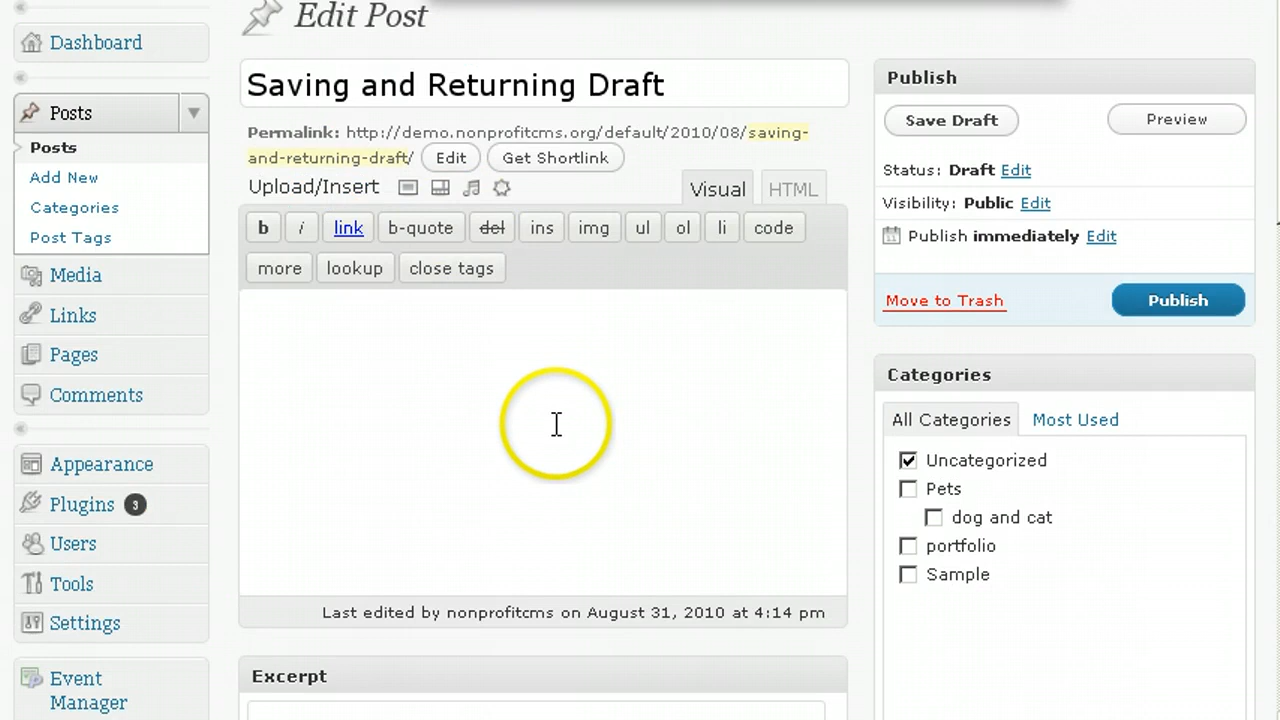 Edit Post
Dashboard
Posts
Posts
Add New
Categories
Post Tags
Media
Links
Pages
Comments
Appearance
Plugins 3
Users
Tools
Settings
Event
Manager
Saving and Returning Draft
Permalink: http://demo.nonprofitcms.org/default/2010/08/saving-
and-returning-draft/ Edit Get Shortlink
Upload/Insert Visual HTML
b i link b-quote del ins img ul ol li code
more lookup close tags
Last edited by nonprofitcms on August 31, 2010 at 4:14 pm
Excerpt
Publish
Save Draft Preview
Status: Draft Edit
Visibility: Public Edit
Publish immediately Edit
Move to Trash Publish
Categories
All Categories Most Used
Uncategorized
Pets
dog and cat
portfolio
Sample